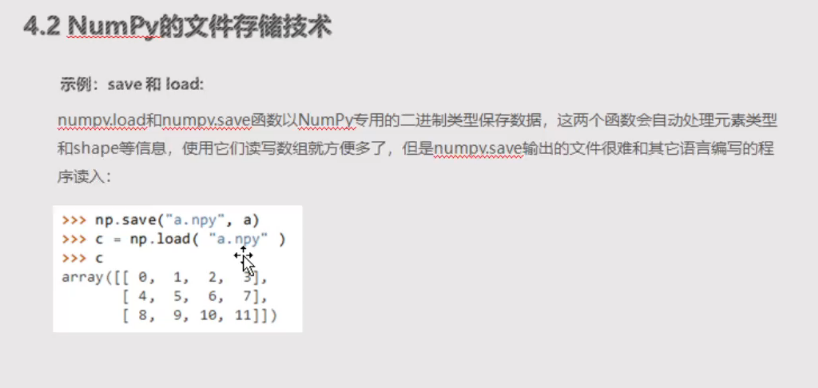 4.2 NumPy的文件存储技术
示例：save 和 load:
numpy.load和numpy.save函数以NumPy专用的二进制类型保存数据，这两个函数会自动处理元素类型
和shape等信息，使用它们读写数组就方便多了，但是numpy.save输出的文件很难和其它语言编写的程
序读入：
>>> np.save("a.npy", a)
>>> c = np.load( "a.npy" )
>>> c
array([[ 0, 1, 2, 3],
[ 4, 5, 6, 7],
[ 8, 9, 10, 11]])